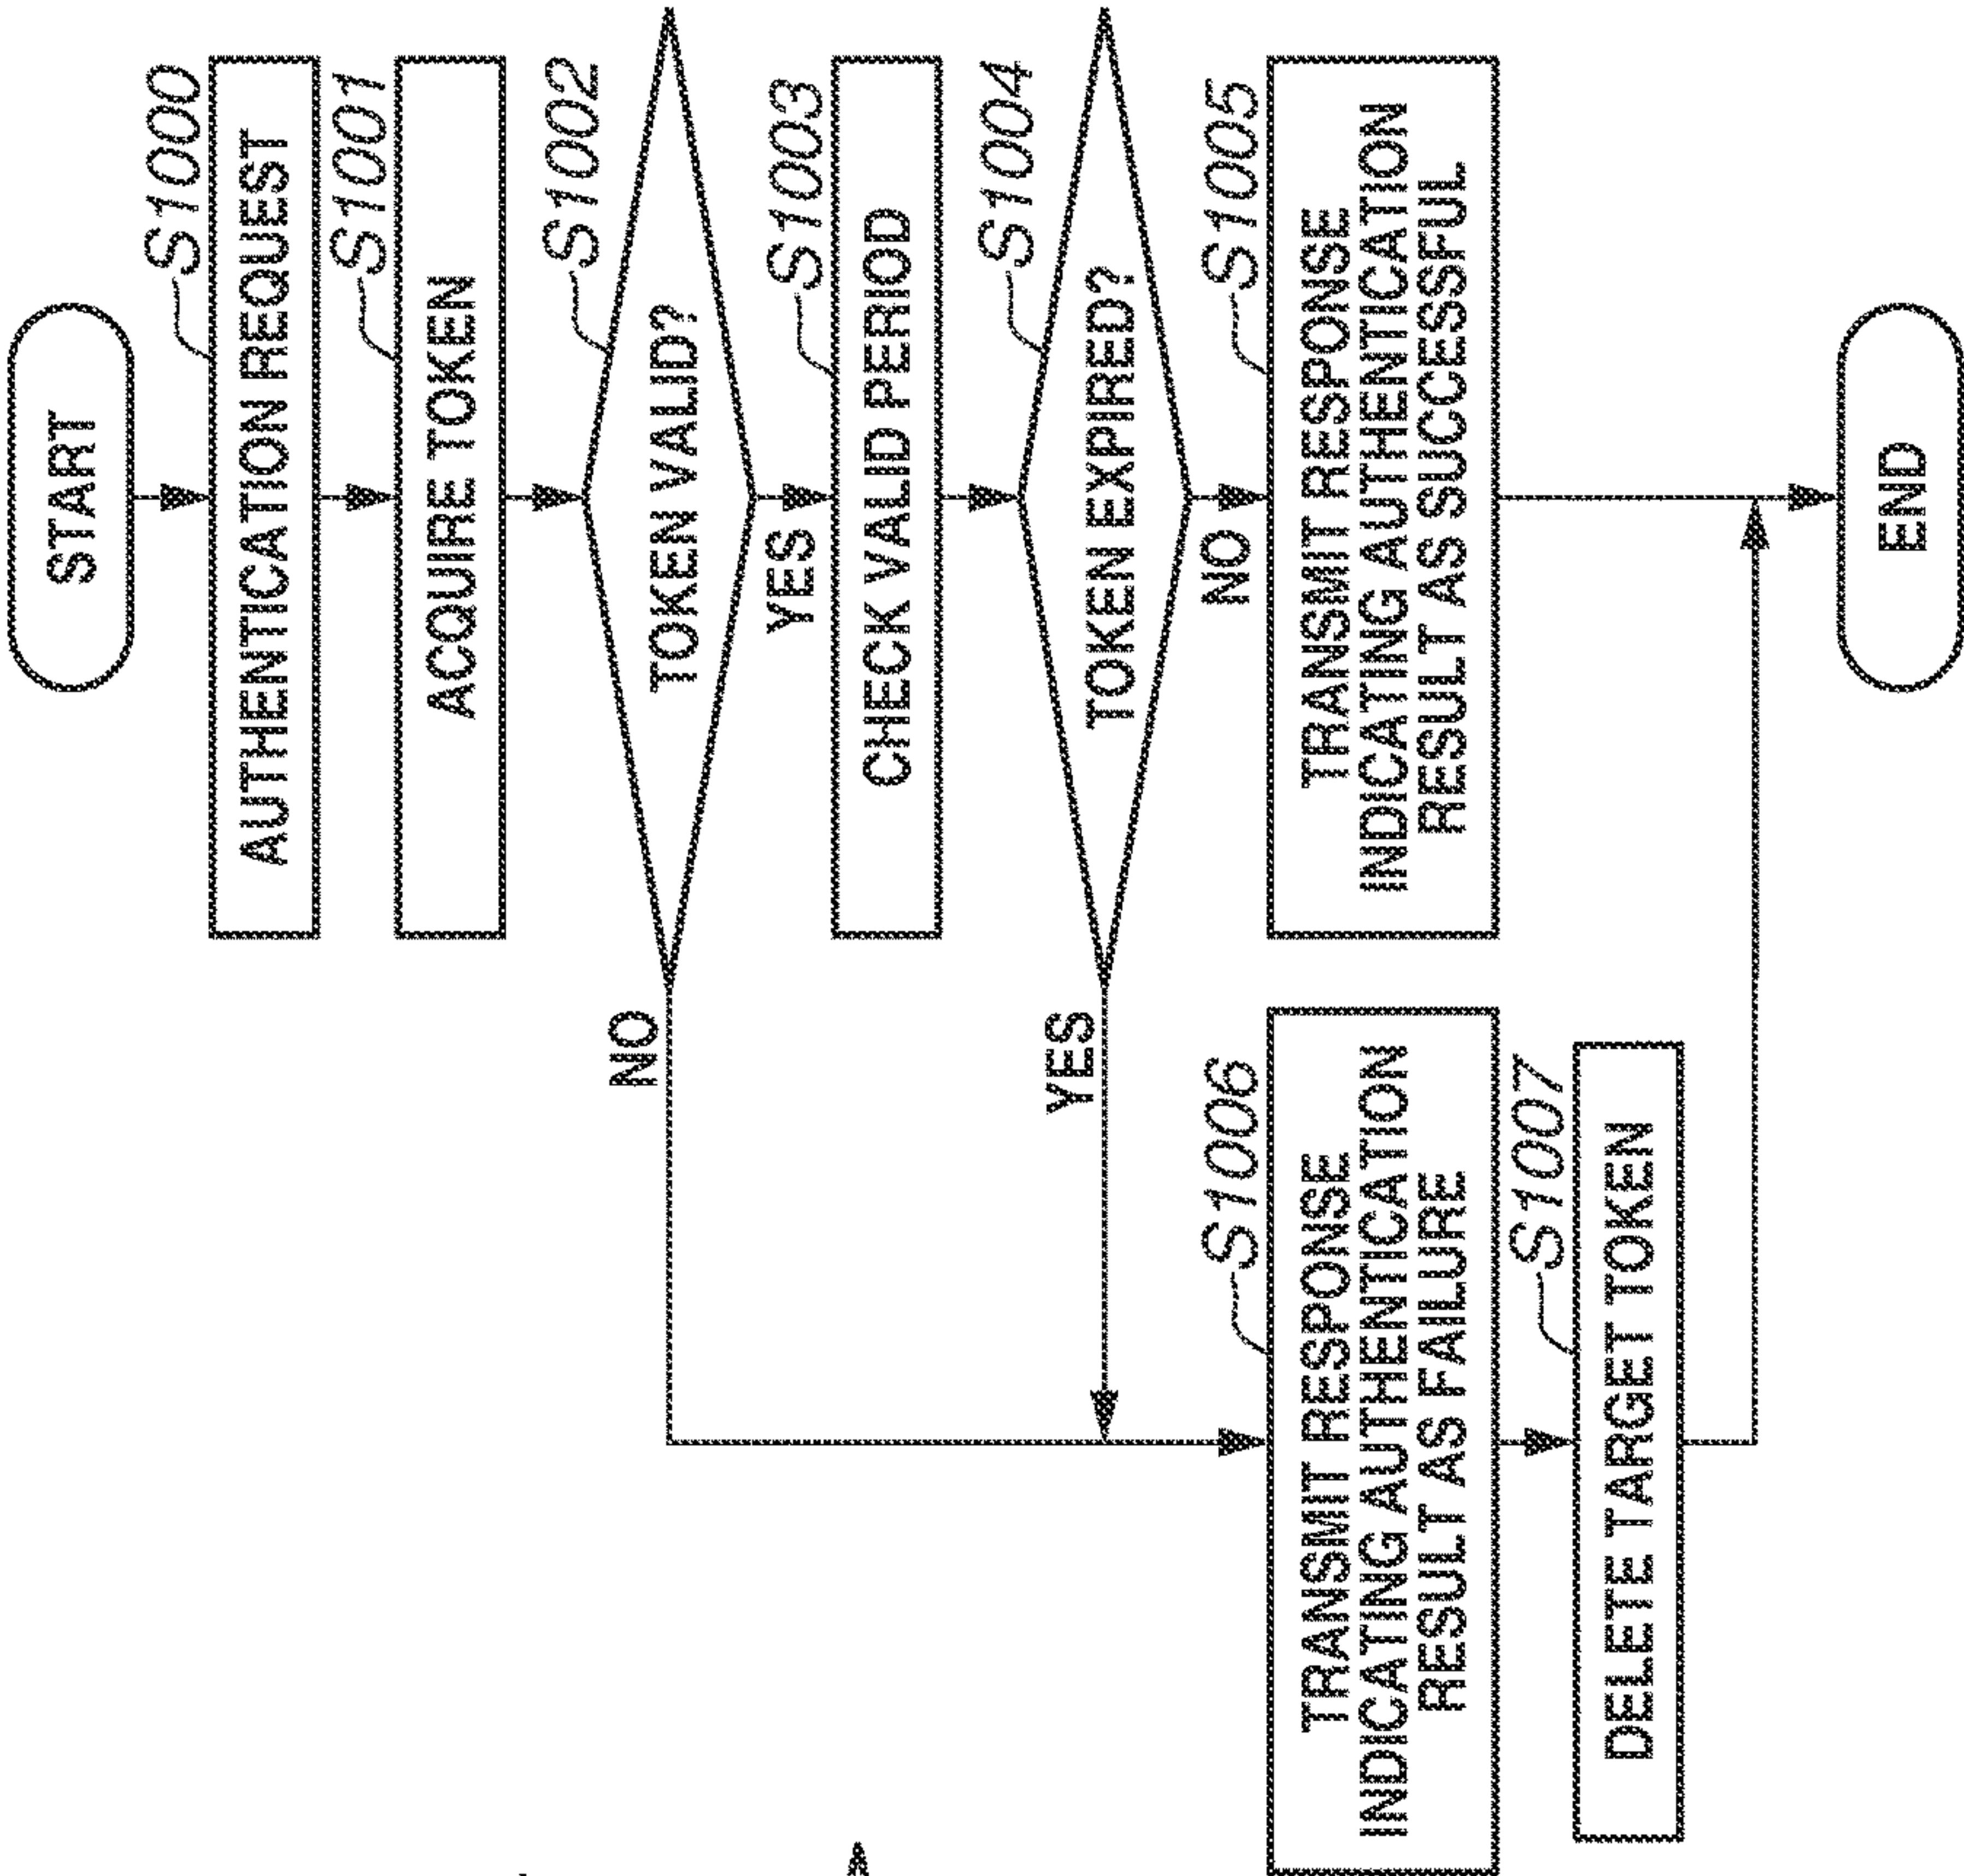 START
S1000
AUTHENTICATION REQUEST
S1001
ACQUIRE TOKEN
S1002
TOKEN VALID?
NO
YES
S1003
CHECK VALID PERIOD
S1004
TOKEN EXPIRED?
YES
NO
S1005
TRANSMIT RESPONSE
INDICATING AUTHENTICATION
RESULT AS SUCCESSFUL
S1006
TRANSMIT RESPONSE
INDICATING AUTHENTICATION
RESULT AS FAILURE
S1007
DELETE TARGET TOKEN
END